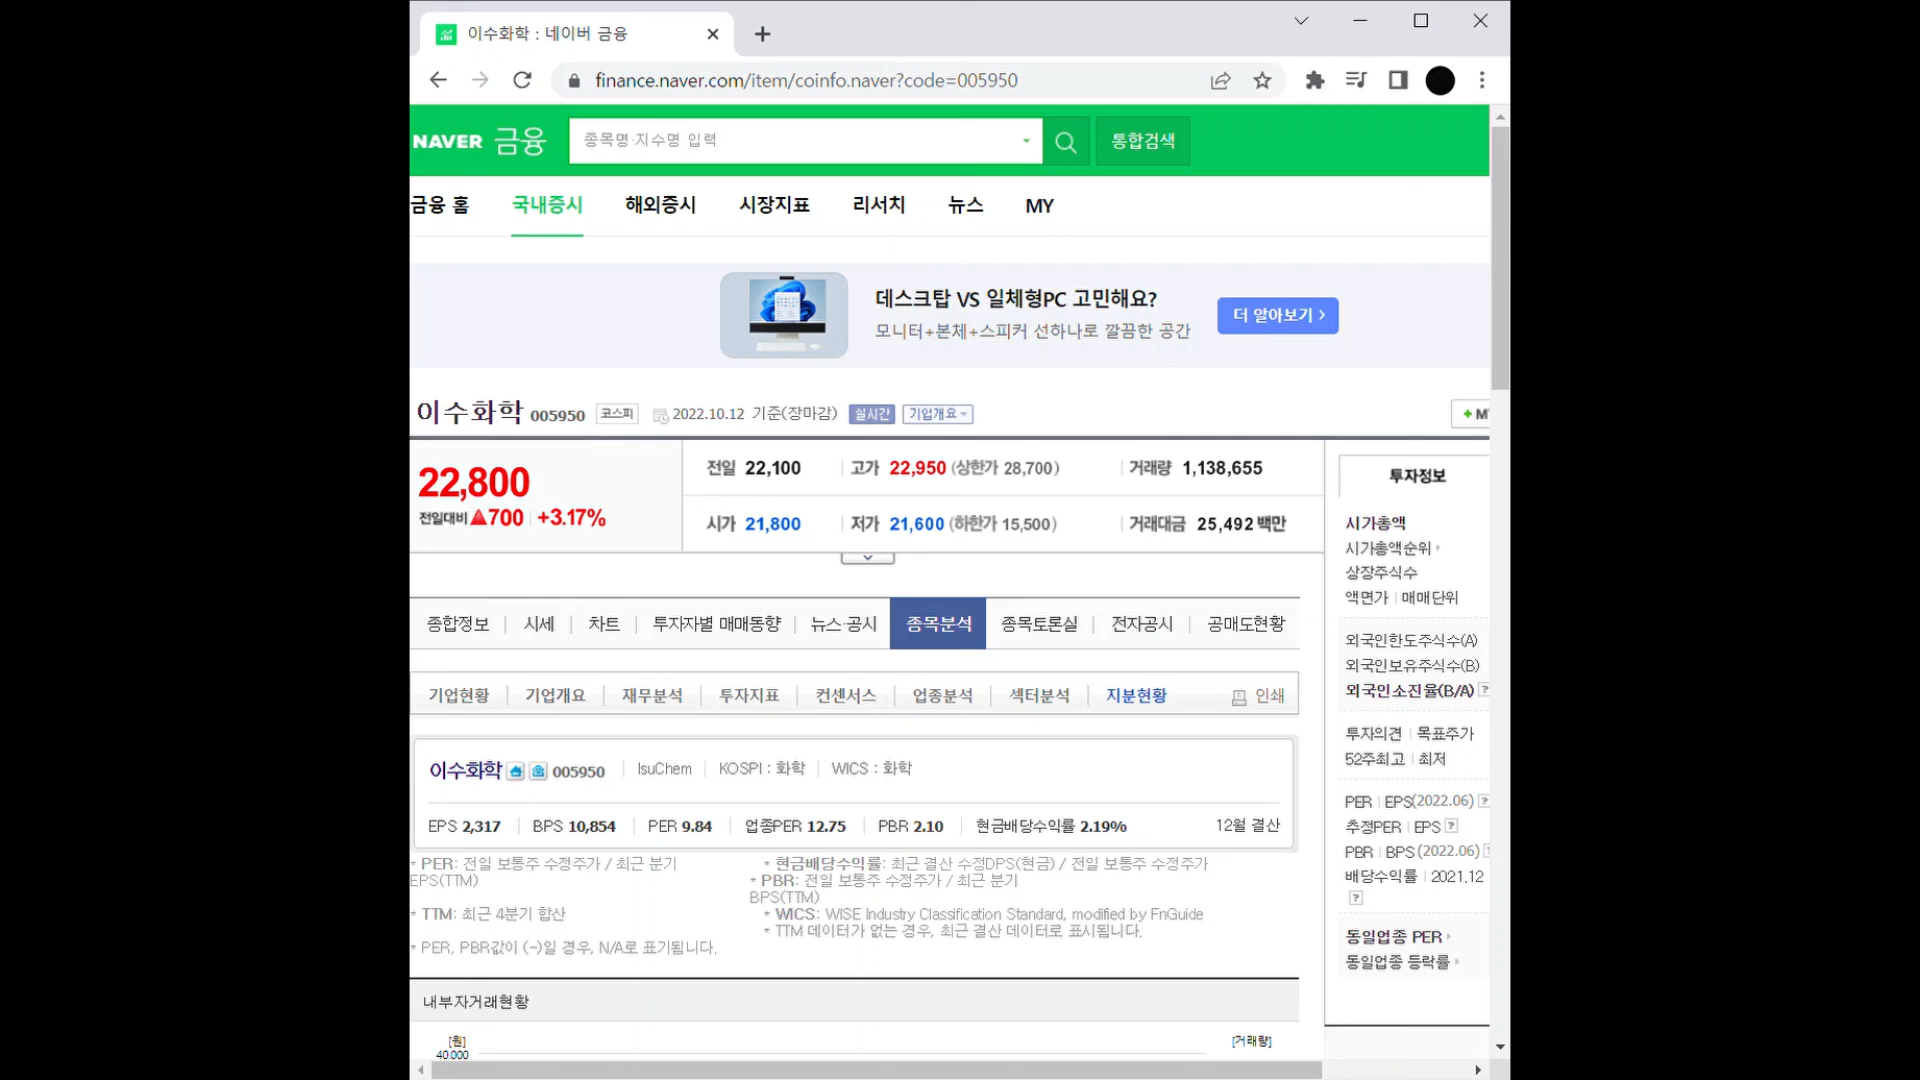 이수화학 : 네이버 금융
finance.naver.com/item/coinfo.naver?code=005950
NAVER 금융 종목명·지수명 입력 통합검색
금융 홈 국내증시 해외증시 시장지표 리서치 뉴스 MY
데스크탑 VS 일체형PC 고민해요?
모니터+본체+스피커 선하나로 깔끔한 공간
더 알아보기 >
이수화학 005950 코스피 2022.10.12 기준(장마감) 실시간 기업개요
+ M
22,800
전일대비 ▲700 +3.17%
전일 22,100 고가 22,950 (상한가 28,700) 거래량 1,138,655
시가 21,800 저가 21,600 (하한가 15,500) 거래대금 25,492 백만
종합정보 시세 차트 투자자별 매매동향 뉴스·공시 종목분석 종목토론실 전자공시 공매도현황
기업현황 기업개요 재무분석 투자지표 컨센서스 업종분석 섹터분석 지분현황 인쇄
이수화학 005950 IsuChem KOSPI : 화학 WICS : 화학
EPS 2,317 BPS 10,854 PER 9.84 업종PER 12.75 PBR 2.10 현금배당수익률 2.19% 12월 결산
* PER: 전일 보통주 수정주가 / 최근 분기
EPS(TTM)
* TTM: 최근 4분기 합산
* PER, PBR값이 (-)일 경우, N/A로 표기됩니다.
* 현금배당수익률: 최근 결산 수정DPS(현금) / 전일 보통주 수정주가
* PBR: 전일 보통주 수정주가 / 최근 분기
BPS(TTM)
* WICS: WISE Industry Classification Standard, modified by FnGuide
* TTM 데이터가 없는 경우, 최근 결산 데이터로 표시됩니다.
내부자거래현황
[원] [거래량]
40,000
투자정보
시가총액
시가총액순위
상장주식수
액면가 | 매매단위
외국인한도주식수(A)
외국인보유주식수(B)
외국인소진율(B/A) ?
투자의견 | 목표주가
52주최고 | 최저
PER | EPS(2022.06) ?
추정PER | EPS ?
PBR | BPS(2022.06) ?
배당수익률 | 2021.12
?
동일업종 PER
동일업종 등락률